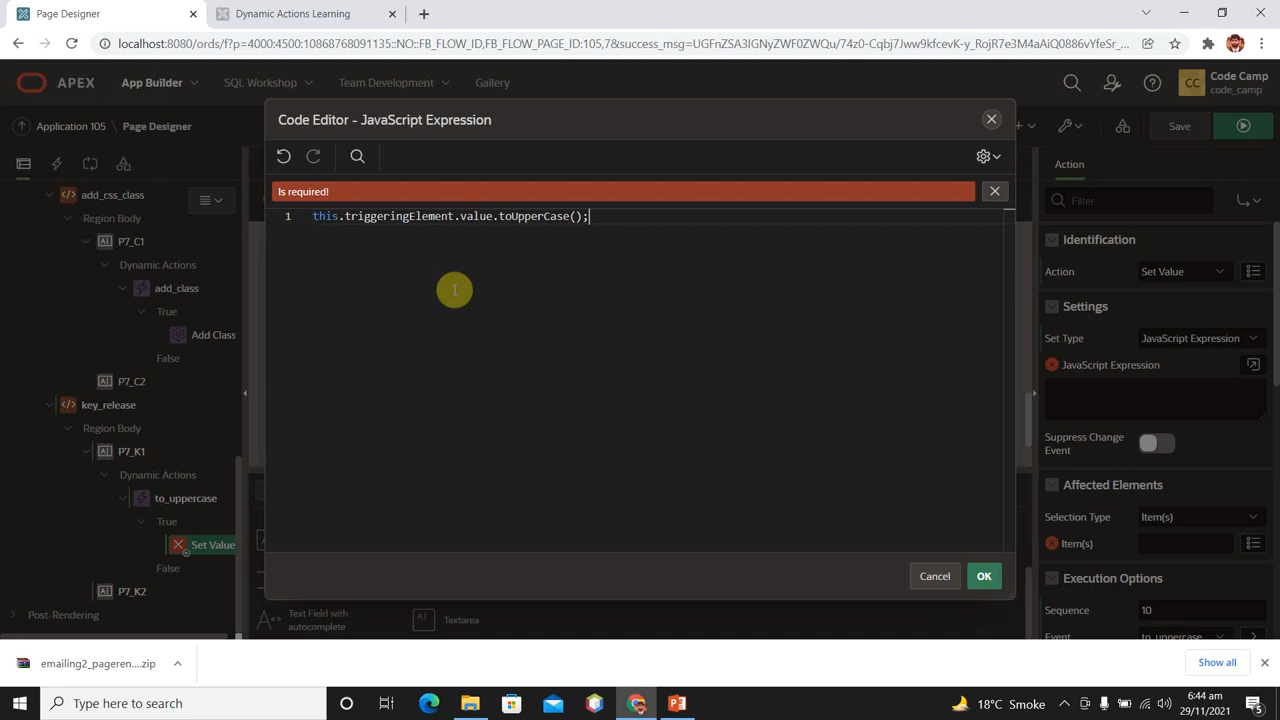 Page Designer
Dynamic Actions Learning
localhost:8080/ords/f?p=4000:4500:10868768091135::NO::FB_FLOW_ID,FB_FLOW_PAGE_ID:105,7&success_msg=
APEX
App Builder
SQL Workshop
Team Development
Gallery
CC
Code Camp
code_camp
Application 105
Page Designer
Save
Code Editor - JavaScript Expression
Is required!
1 this.triggeringElement.value.toUpperCase();
Cancel
OK
add_css_class
Region Body
P7_C1
Dynamic Actions
add_class
True
Add Class
False
P7_C2
key_release
Region Body
P7_K1
Dynamic Actions
to_uppercase
True
Set Value
False
P7_K2
Post-Rendering
Text Field with
autocomplete
Textarea
Action
Filter
Identification
Action
Set Value
Settings
Set Type
JavaScript Expression
JavaScript Expression
Suppress Change
Event
Affected Elements
Selection Type
Item(s)
Item(s)
Execution Options
Sequence
10
Event
to_uppercase
emailing2_pageren....zip
Show all
Type here to search
18°C Smoke
6:44 am
29/11/2021
5